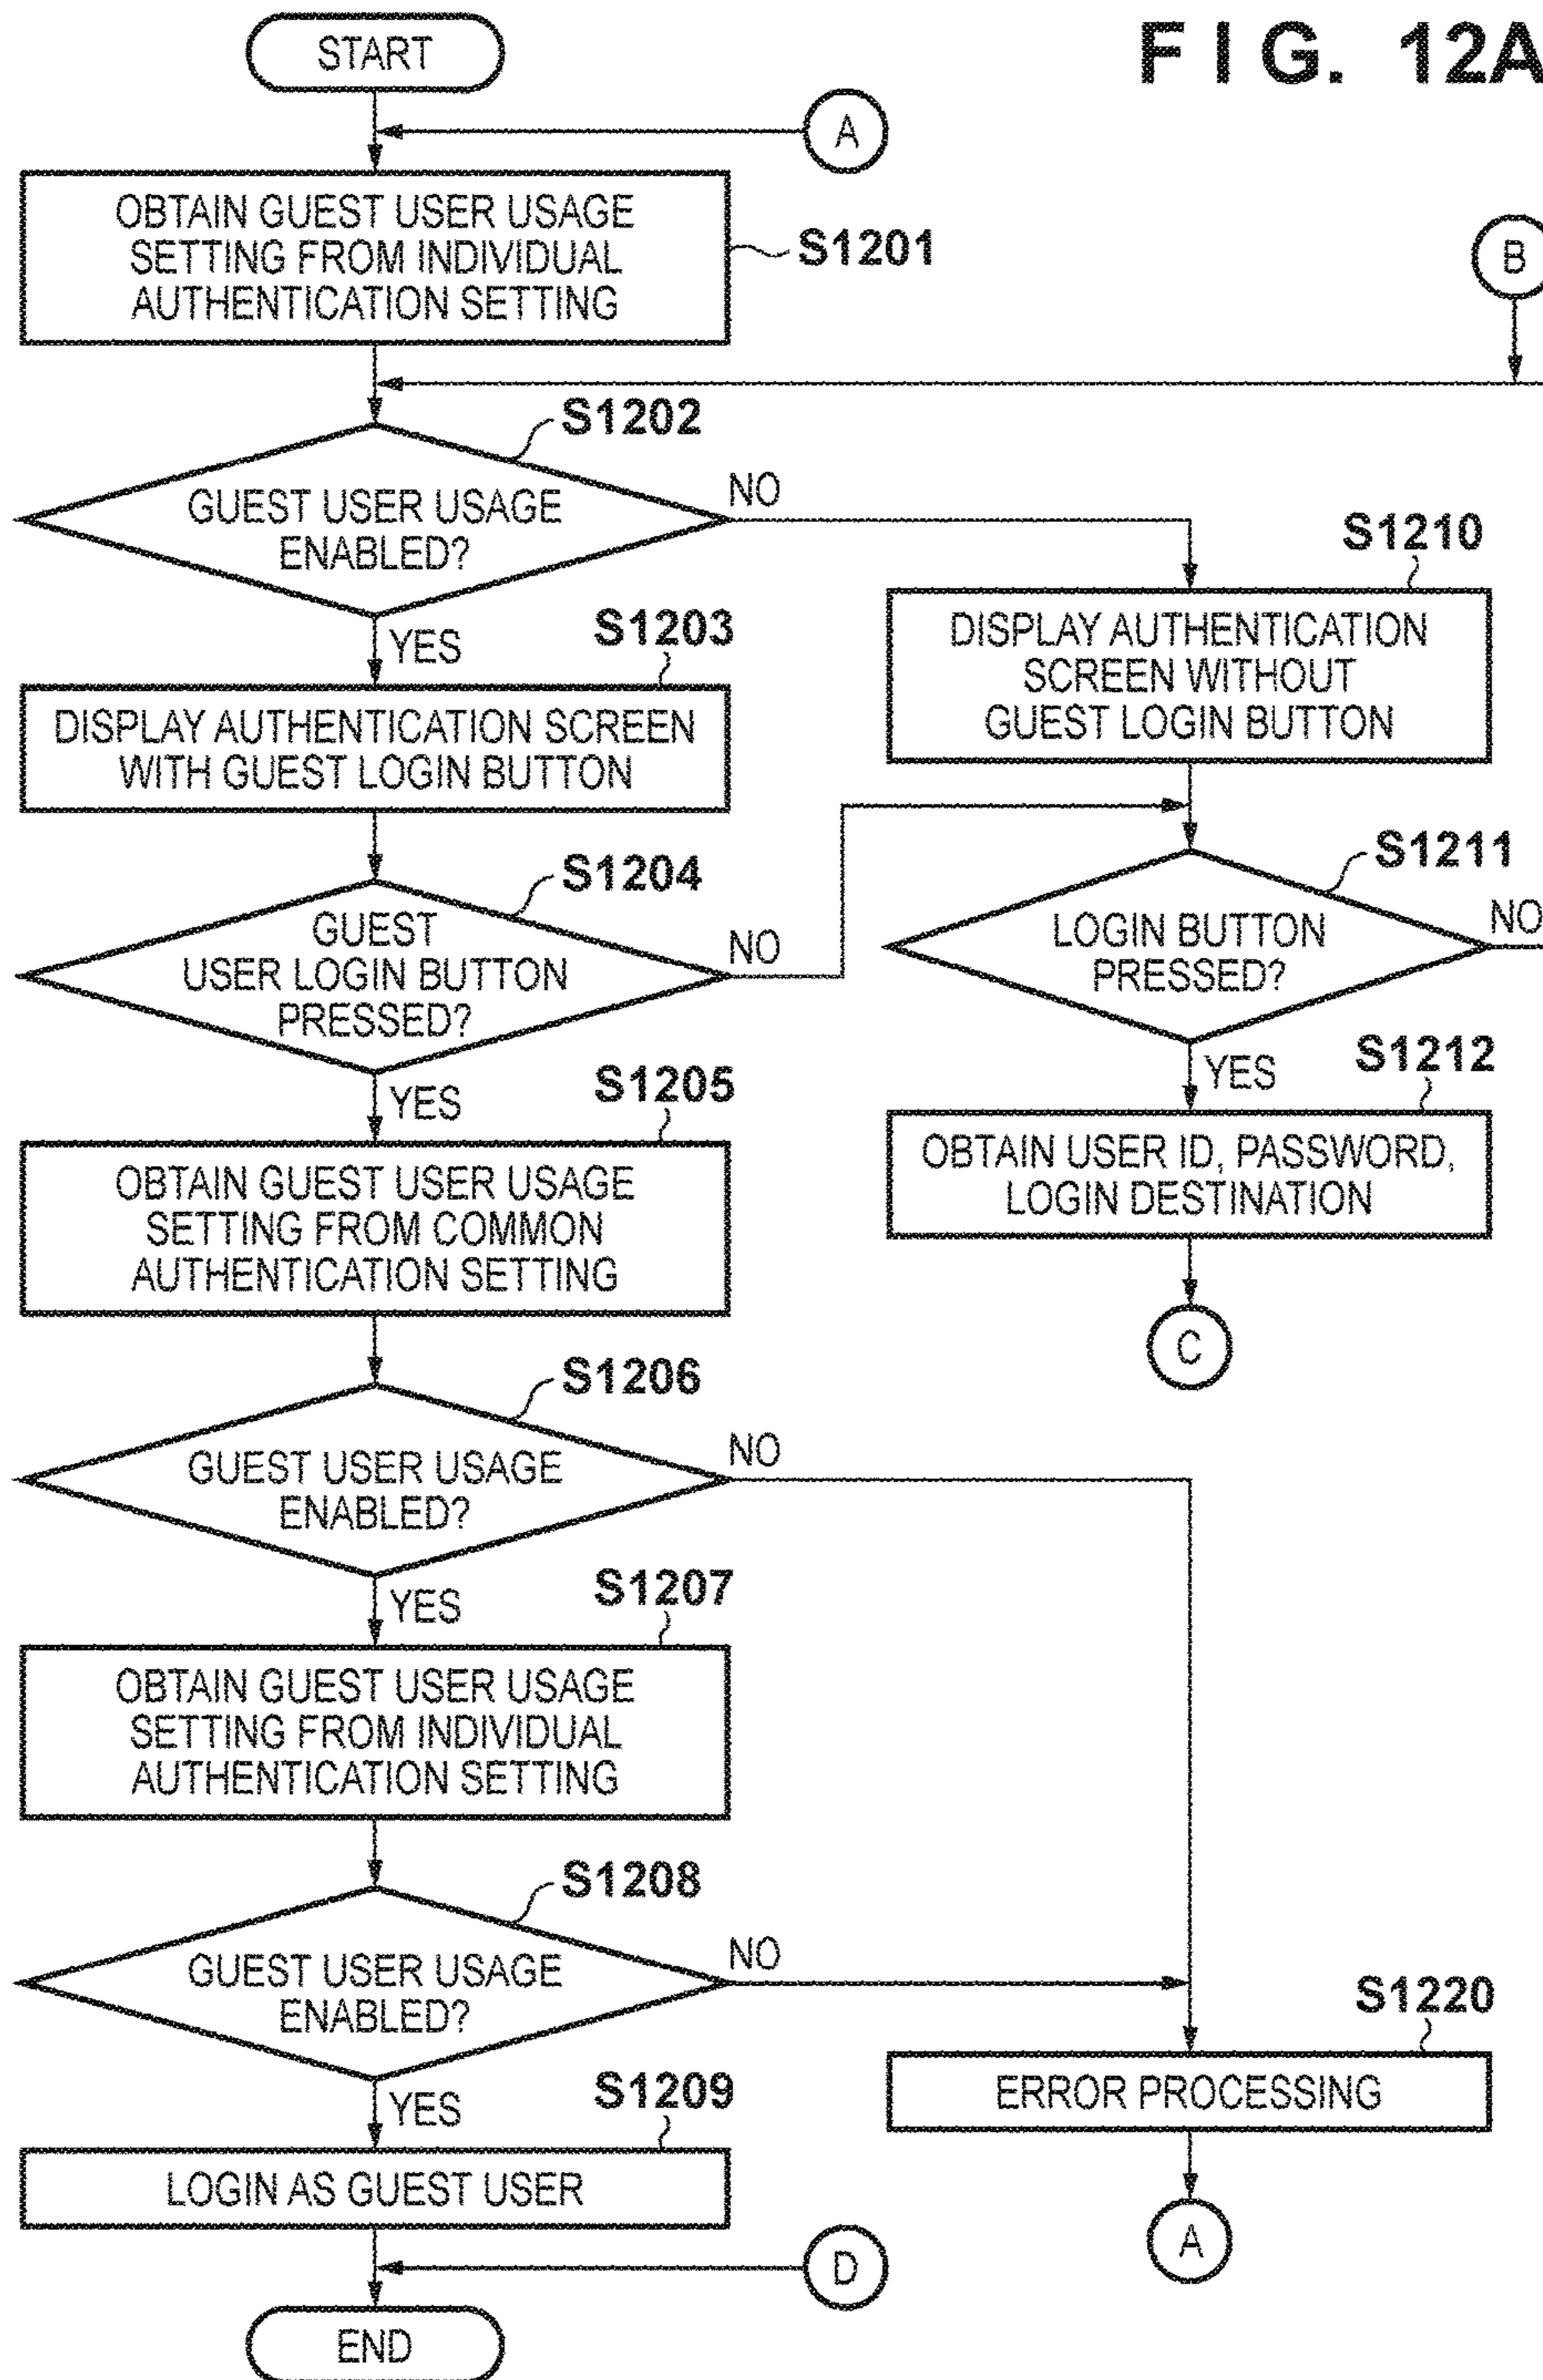 FIG. 12A
START
A
OBTAIN GUEST USER USAGE
SETTING FROM INDIVIDUAL
AUTHENTICATION SETTING
S1201
B
S1202
GUEST USER USAGE
ENABLED?
NO
YES
S1210
DISPLAY AUTHENTICATION
SCREEN WITHOUT
GUEST LOGIN BUTTON
S1203
DISPLAY AUTHENTICATION SCREEN
WITH GUEST LOGIN BUTTON
S1204
GUEST
USER LOGIN BUTTON
PRESSED?
NO
YES
S1211
LOGIN BUTTON
PRESSED?
NO
YES
S1212
OBTAIN USER ID, PASSWORD,
LOGIN DESTINATION
C
S1205
OBTAIN GUEST USER USAGE
SETTING FROM COMMON
AUTHENTICATION SETTING
S1206
GUEST USER USAGE
ENABLED?
NO
YES
S1207
OBTAIN GUEST USER USAGE
SETTING FROM INDIVIDUAL
AUTHENTICATION SETTING
S1208
GUEST USER USAGE
ENABLED?
NO
YES
S1220
ERROR PROCESSING
A
S1209
LOGIN AS GUEST USER
D
END